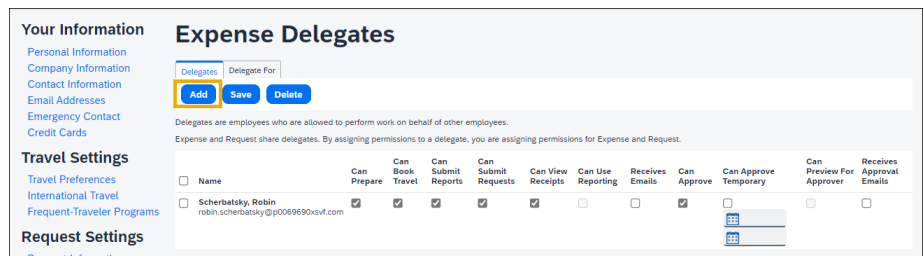 Your Information
Personal Information
Company Information
Contact Information
Email Addresses
Emergency Contact
Credit Cards
Travel Settings
Travel Preferences
International Travel
Frequent-Traveler Programs
Request Settings
Expense Delegates
Delegates Delegate For
Add Save Delete
Delegates are employees who are allowed to perform work on behalf of other employees.
Expense and Request share delegates. By assigning permissions to a delegate, you are assigning permissions for Expense and Request.
Name
Can Prepare
Can Book Travel
Can Submit Reports
Can Submit Requests
Can View Receipts
Can Use Reporting
Receives Emails
Can Approve
Can Approve Temporary
Can Preview For Approver
Receives Approval Emails
Scherbatsky, Robin
robin.scherbatsky@p0069690xsvf.com